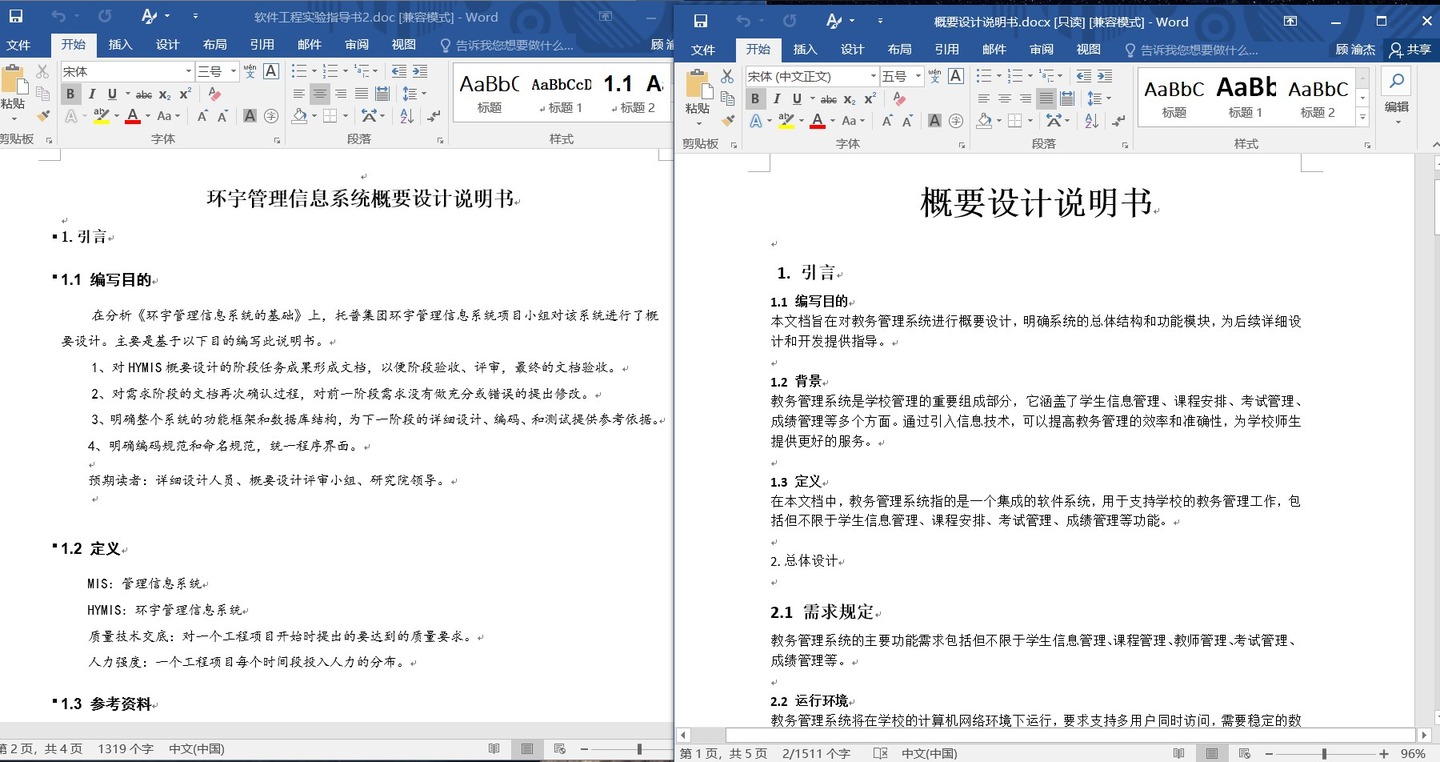 软件工程实验指导书2.doc [兼容模式] - Word
文件 开始 插入 设计 布局 引用 邮件 审阅 视图 告诉我您想要做什么... 顾
粘贴 宋体 三号 wén 变 A
B I U abc x₂ x²
ab A Aa A A A 字
AaBbC AaBbCcD 1.1
标题 标题 1 标题 2
剪贴板 字体 段落 样式
环宇管理信息系统概要设计说明书
1. 引言
1.1 编写目的
在分析《环宇管理信息系统的基础》上，托普集团环宇管理信息系统项目小组对该系统进行了概
要设计。主要是基于以下目的编写此说明书。
1、对 HYMIS 概要设计的阶段任务成果形成文档，以便阶段验收、评审，最终的文档验收。
2、对需求阶段的文档再次确认过程，对前一阶段需求没有做充分或错误的提出修改。
3、明确整个系统的功能框架和数据库结构，为下一阶段的详细设计、编码、和测试提供参考依据。
4、明确编码规范和命名规范，统一程序界面。
预期读者：详细设计人员、概要设计评审小组、研究院领导。
1.2 定义
MIS：管理信息系统
HYMIS：环宇管理信息系统
质量技术交底：对一个工程项目开始时提出的要达到的质量要求。
人力强度：一个工程项目每个时间段投入人力的分布。
1.3 参考资料
第 2 页，共 4 页 1319 个字 中文(中国)
概要设计说明书.docx [只读] [兼容模式] - Word
文件 开始 插入 设计 布局 引用 邮件 审阅 视图 告诉我您想要做什么... 顾 渝杰 共享
粘贴 宋体 (中文正文) 五号 wén 变 A
B I U abc x₂ x²
A ab A Aa A A A 字
AaBbC AaBb AaBbC
标题 标题 1 标题 2
编辑
剪贴板 字体 段落 样式
概要设计说明书
1. 引言
1.1 编写目的
本文档旨在对教务管理系统进行概要设计，明确系统的总体结构和功能模块，为后续详细设
计和开发提供指导。
1.2 背景
教务管理系统是学校管理的重要组成部分，它涵盖了学生信息管理、课程安排、考试管理、
成绩管理等多个方面。通过引入信息技术，可以提高教务管理的效率和准确性，为学校师生
提供更好的服务。
1.3 定义
在本文档中，教务管理系统指的是一个集成的软件系统，用于支持学校的教务管理工作，包
括但不限于学生信息管理、课程安排、考试管理、成绩管理等功能。
2. 总体设计
2.1 需求规定
教务管理系统的主要功能需求包括但不限于学生信息管理、课程管理、教师管理、考试管理、
成绩管理等。
2.2 运行环境
教务管理系统将在学校的计算机网络环境下运行，要求支持多用户同时访问，需要稳定的数
第 1 页，共 5 页 2/1511 个字 中文(中国) 96%